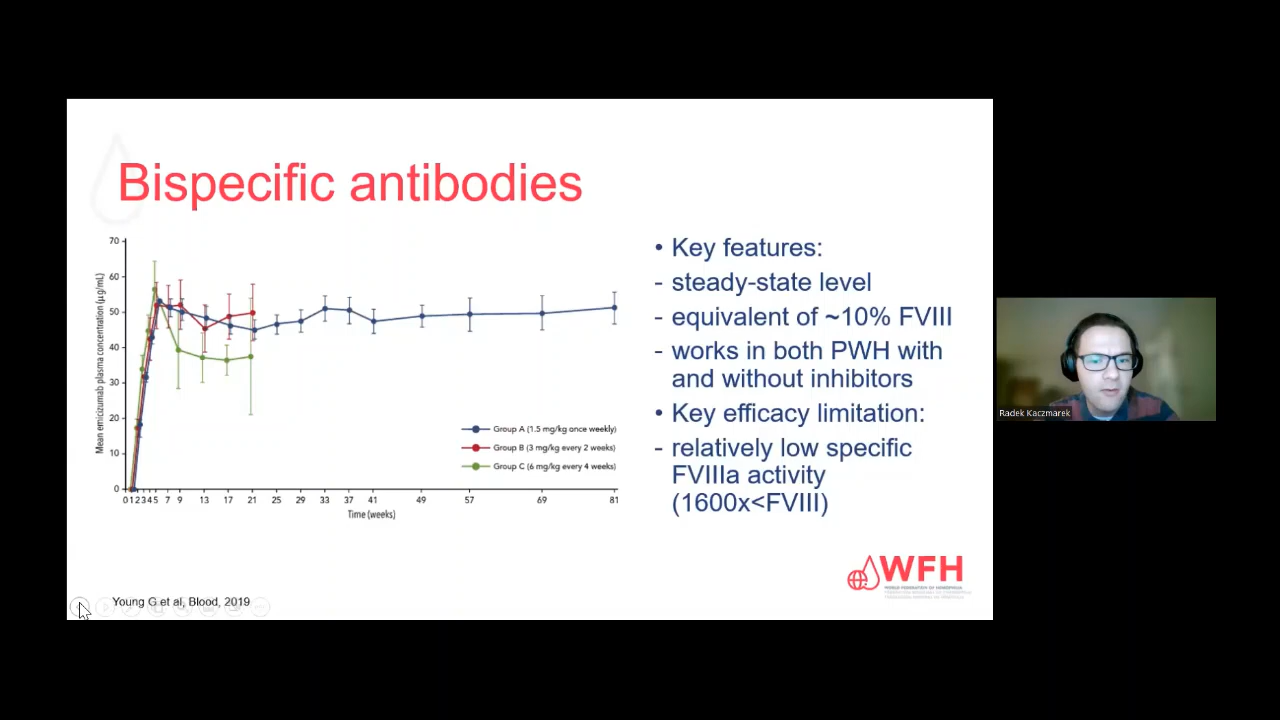 Bispecific antibodies
70
60
50
40
30
20
10
0
Mean emicizumab plasma concentration (µg/mL)
0 1 2 3 4 5 7 9 13 17 21 25 29 33 37 41 49 57 69 81
Time (weeks)
Group A (1.5 mg/kg once weekly)
Group B (3 mg/kg every 2 weeks)
Group C (6 mg/kg every 4 weeks)
• Key features:
- steady-state level
- equivalent of ~10% FVIII
- works in both PWH with
and without inhibitors
• Key efficacy limitation:
- relatively low specific
FVIIIa activity
(1600x<FVIII)
WFH
WORLD FEDERATION OF HEMOPHILIA
Young G et al, Blood, 2019
Radek Kaczmarek